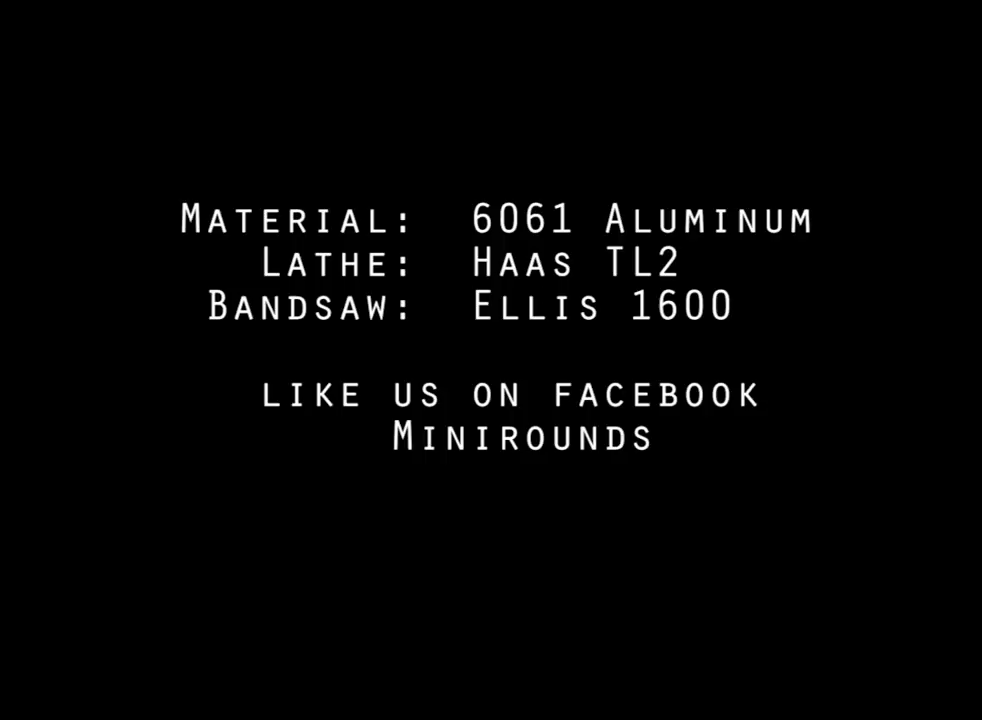 Material: 6061 Aluminum
Lathe: Haas TL2
Bandsaw: Ellis 1600
like us on facebook
Minirounds